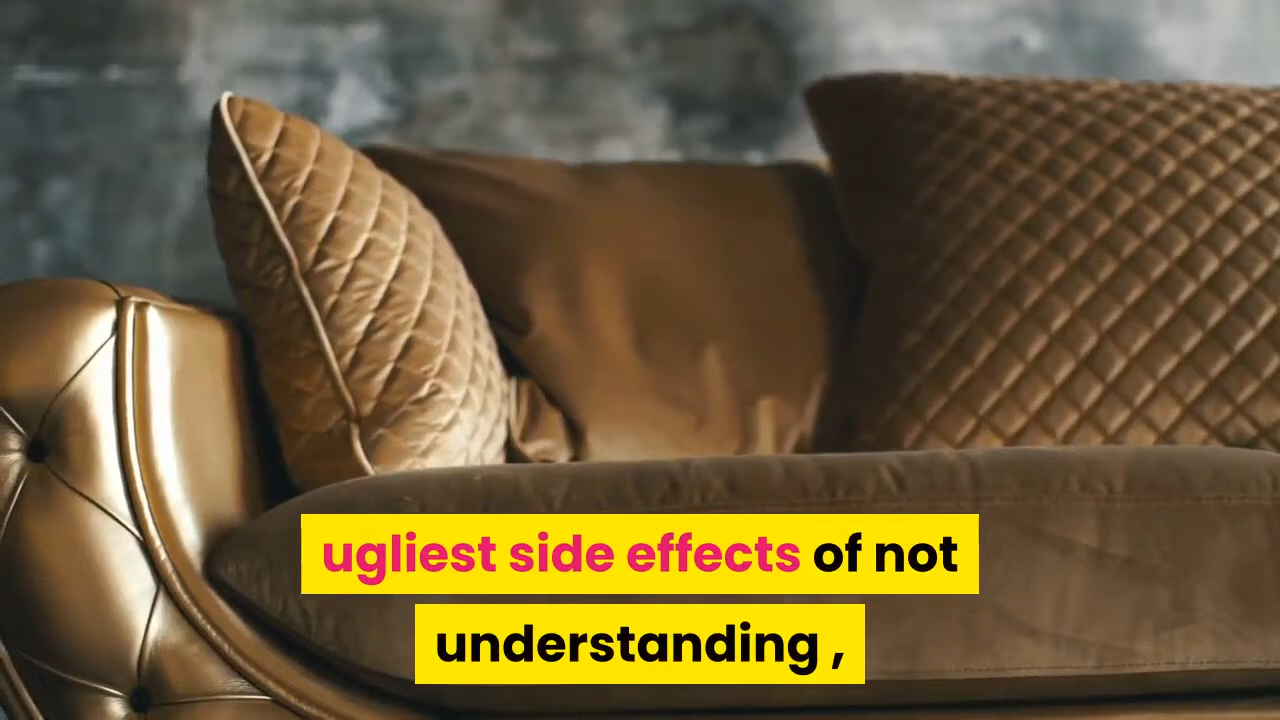 ugliest side effects of not
understanding ,